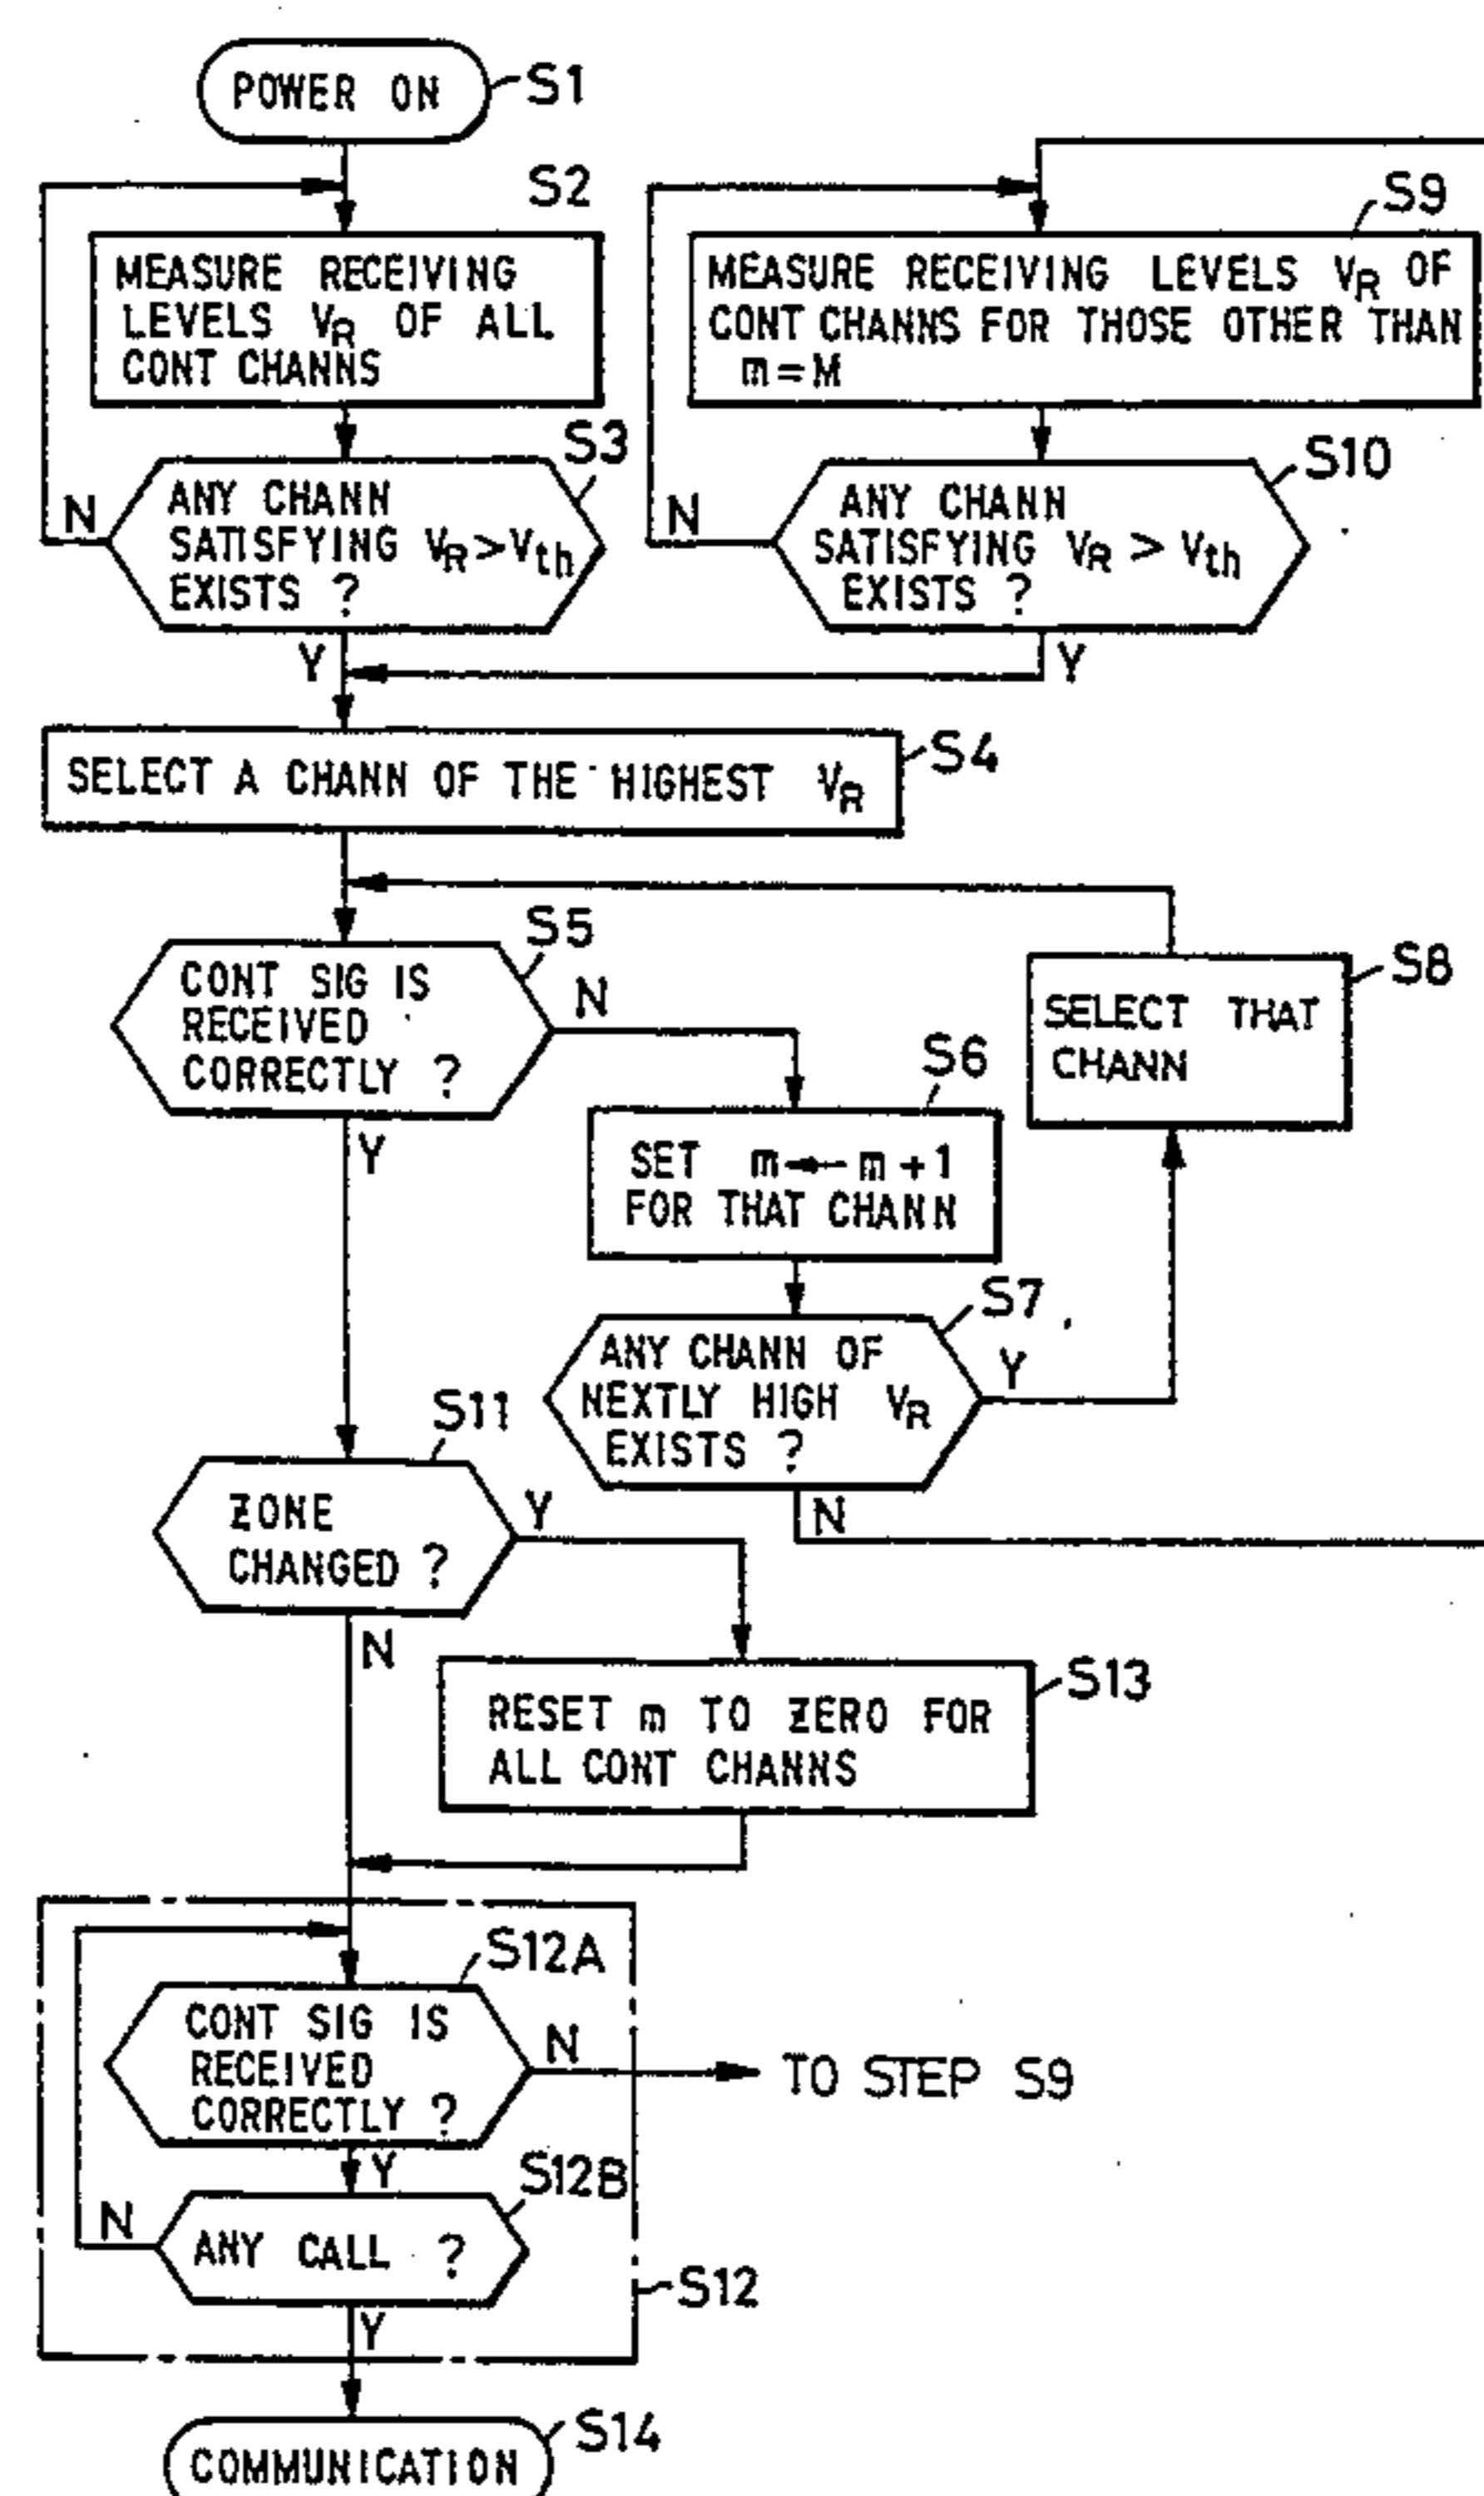 POWER ON
S1
S2
MEASURE RECEIVING
LEVELS VR OF ALL
CONT CHANNS
S9
MEASURE RECEIVING LEVELS VR OF
CONT CHANNS FOR THOSE OTHER THAN
m = M
S3
ANY CHANN
SATISFYING VR > Vth
EXISTS ?
N
Y
S10
ANY CHANN
SATISFYING VR > Vth
EXISTS ?
N
Y
SELECT A CHANN OF THE HIGHEST VR
S4
S5
CONT SIG IS
RECEIVED
CORRECTLY ?
N
Y
S8
SELECT THAT
CHANN
S6
SET m ← m + 1
FOR THAT CHANN
S7
ANY CHANN OF
NEXTLY HIGH VR
EXISTS ?
Y
N
S11
ZONE
CHANGED ?
Y
N
S13
RESET m TO ZERO FOR
ALL CONT CHANNS
S12A
CONT SIG IS
RECEIVED
CORRECTLY ?
N
TO STEP S9
Y
S12B
ANY CALL ?
N
Y
S12
S14
COMMUNICATION